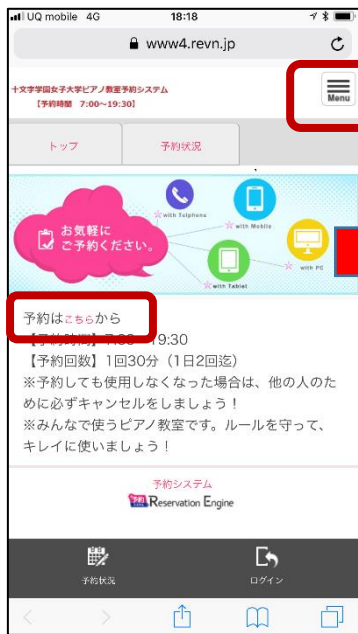 UQ mobile 4G 18:18
www4.revn.jp
十文字学園女子大学ピアノ教室予約システム
【予約時間 7:00～19:30】
Menu
トップ 予約状況
お気軽に
ご予約ください。
with Telphone
with Mobile
with PC
with Tablet
予約はこちらから
【予約時間】7:00～19:30
【予約回数】1回30分（1日2回迄）
※予約しても使用しなくなった場合は、他の人のた
めに必ずキャンセルをしましょう！
※みんなで使うピアノ教室です。ルールを守って、
キレイに使いましょう！
予約システム
予約 Reservation Engine
予約状況 ログイン